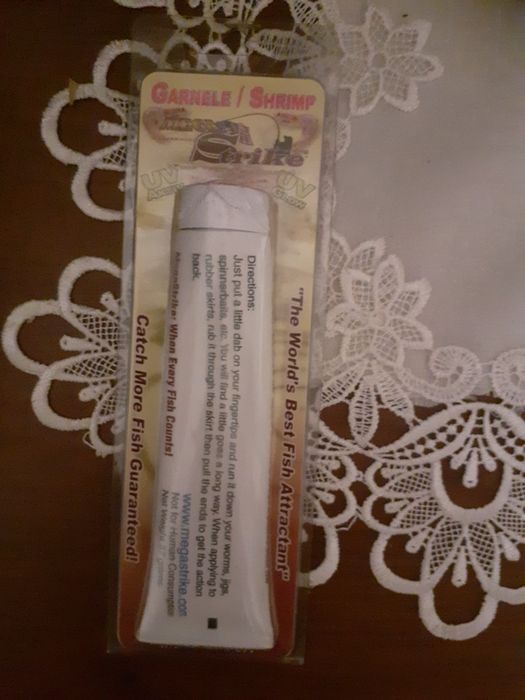 GARNELE / SHRIMP
Strike
UV
UV
GLOW
"The World's Best Fish Attractant"
Directions:
Just put a little dab on your fingertips and run it down your worms, jigs,
spinnerbaits, etc. You will find a little goes a long way. When applying to
rubber skirts, rub it through the skirt then pull the ends to get the action
back.
MegaStrike: When Every Fish Counts!
www.megastrike.com
Not for Human Consumption
Net Weight
Catch More Fish Guaranteed!